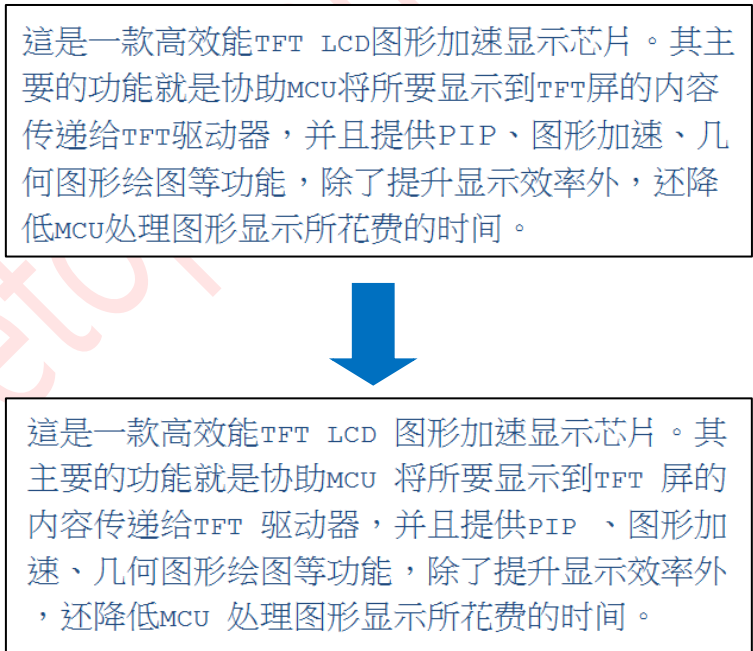 這是一款高效能TFT LCD图形加速显示芯片。其主
要的功能就是协助MCU将所要显示到TFT屏的内容
传递给TFT驱动器，并且提供PIP、图形加速、几
何图形绘图等功能，除了提升显示效率外，还降
低MCU处理图形显示所花费的时间。
這是一款高效能TFT LCD 图形加速显示芯片。其
主要的功能就是协助MCU 将所要显示到TFT 屏的
内容传递给TFT 驱动器，并且提供PIP 、图形加
速、几何图形绘图等功能，除了提升显示效率外
，还降低MCU 处理图形显示所花费的时间。